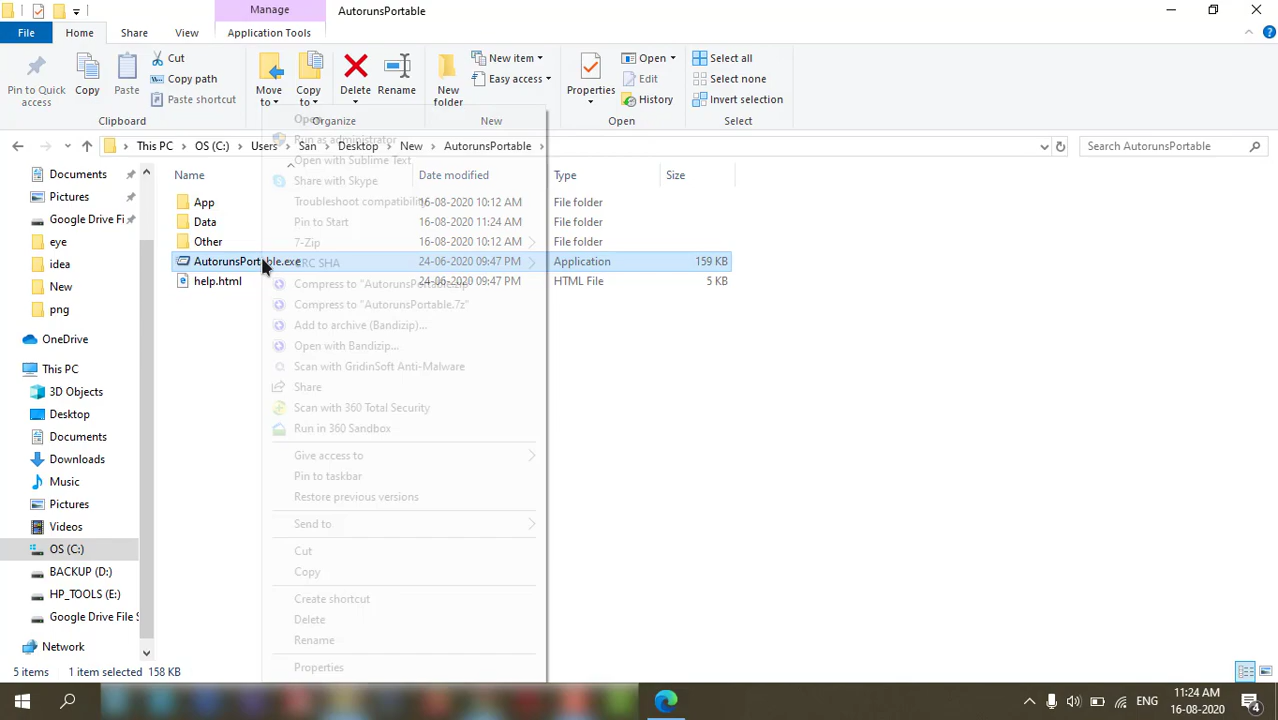 Manage
AutorunsPortable
File
Home
Share
View
Application Tools
Pin to Quick
access
Copy
Paste
Cut
Copy path
Paste shortcut
Clipboard
Move
to
Copy
to
Delete
Rename
Organize
New
folder
New item
Easy access
New
Properties
Open
Edit
History
Open
Select all
Select none
Invert selection
Select
This PC
OS (C:)
Users
San
Desktop
New
AutorunsPortable
Search AutorunsPortable
Documents
Pictures
Google Drive Fi
eye
idea
New
png
OneDrive
This PC
3D Objects
Desktop
Documents
Downloads
Music
Pictures
Videos
OS (C:)
BACKUP (D:)
HP_TOOLS (E:)
Google Drive File S
Network
Name Date modified Type Size
App 16-08-2020 10:12 AM File folder
Data 16-08-2020 11:24 AM File folder
Other 16-08-2020 10:12 AM File folder
AutorunsPortable.exe 24-06-2020 09:47 PM Application 159 KB
help.html 24-06-2020 09:47 PM HTML File 5 KB
Open
Run as administrator
Open with Sublime Text
Share with Skype
Troubleshoot compatibility
Pin to Start
7-Zip
CRC SHA
Compress to "AutorunsPortable.zip"
Compress to "AutorunsPortable.7z"
Add to archive (Bandizip)...
Open with Bandizip...
Scan with GridinSoft Anti-Malware
Share
Scan with 360 Total Security
Run in 360 Sandbox
Give access to
Pin to taskbar
Restore previous versions
Send to
Cut
Copy
Create shortcut
Delete
Rename
Properties
5 items 1 item selected 158 KB
ENG
11:24 AM
16-08-2020
4